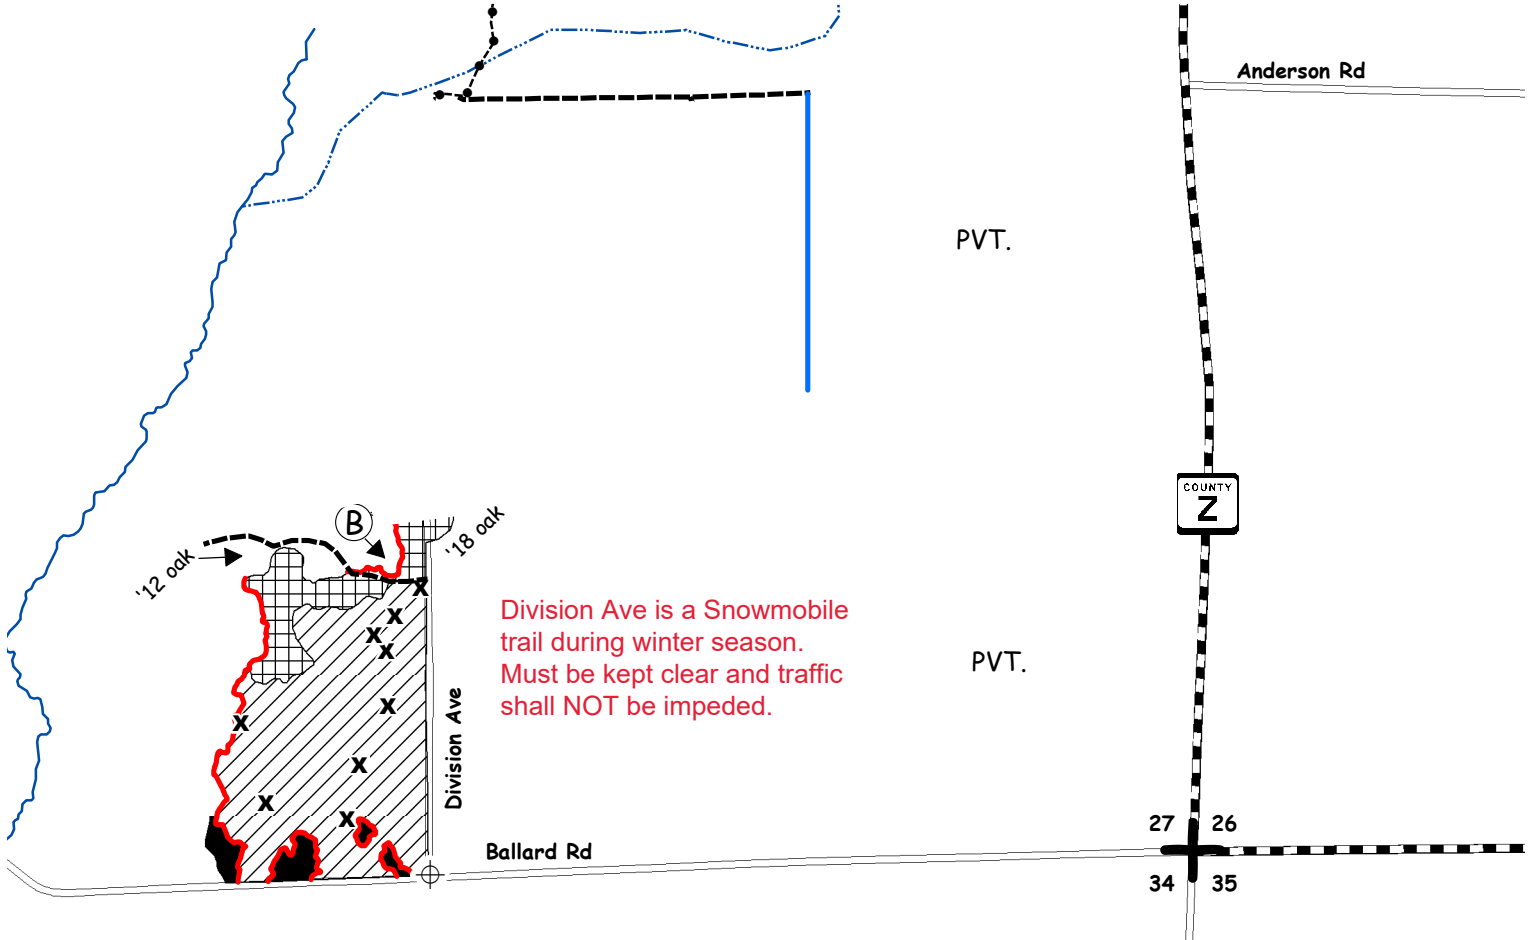 Anderson Rd
PVT.
COUNTY
Z
B
'12 oak
'18 oak
Division Ave is a Snowmobile
trail during winter season.
Must be kept clear and traffic
shall NOT be impeded.
PVT.
x
x
x
x
x
x
x
x
x
Division Ave
27 26
Ballard Rd
34 35